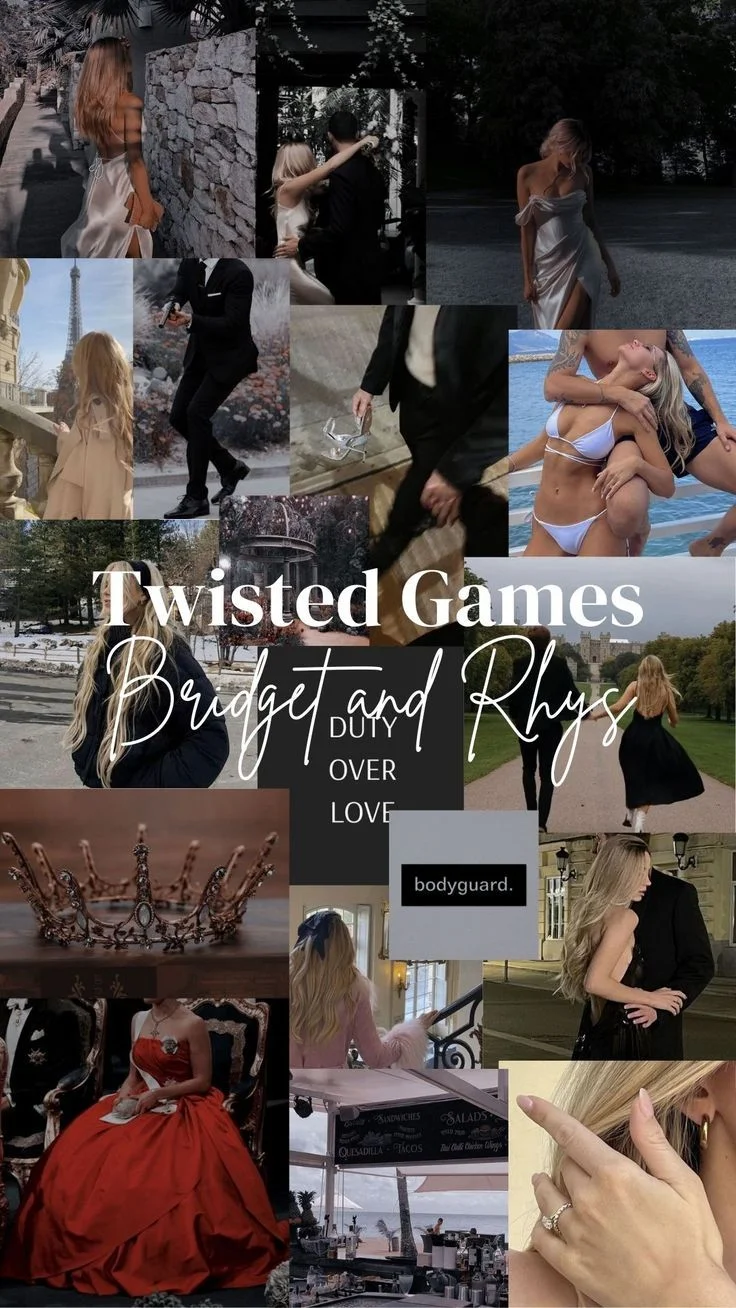 Twisted Games
Bridget and Rhys
DUTY
OVER
LOVE
bodyguard.
SANDWICHES
SALADS
QUESADILLA · TACOS